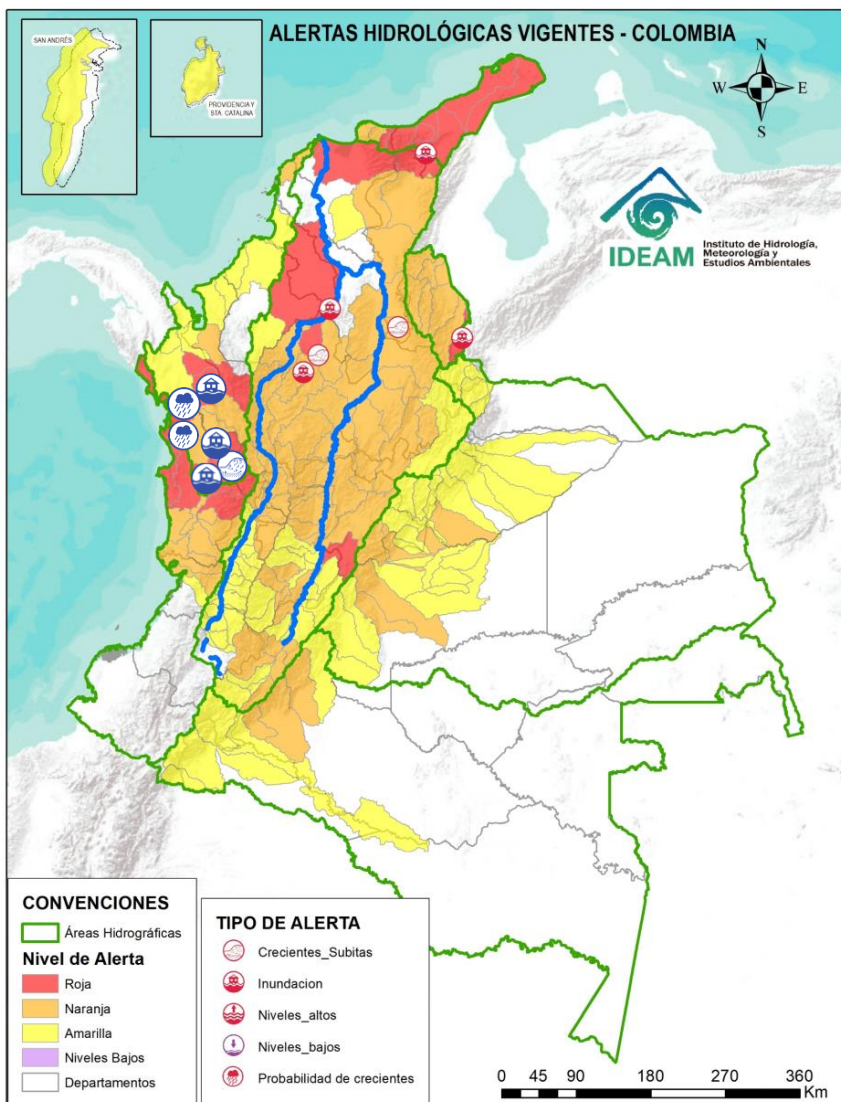 ALERTAS HIDROLÓGICAS VIGENTES - COLOMBIA
SAN ANDRÉS
PROVIDENCIA Y
STA. CATALINA
N
W E
S
IDEAM
Instituto de Hidrología,
Meteorología y
Estudios Ambientales
CONVENCIONES
Áreas Hidrográficas
Nivel de Alerta
Roja
Naranja
Amarilla
Niveles Bajos
Departamentos
TIPO DE ALERTA
Crecientes_Subitas
Inundacion
Niveles_altos
Niveles_bajos
Probabilidad de crecientes
0 45 90 180 270 360
Km